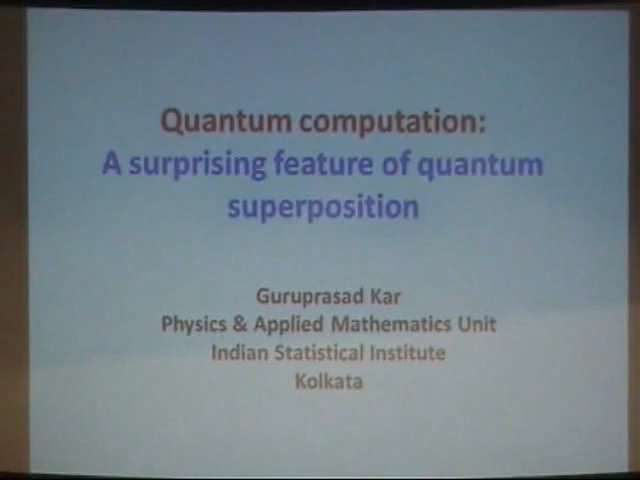 Quantum computation:
A surprising feature of quantum
superposition
Guruprasad Kar
Physics & Applied Mathematics Unit
Indian Statistical Institute
Kolkata